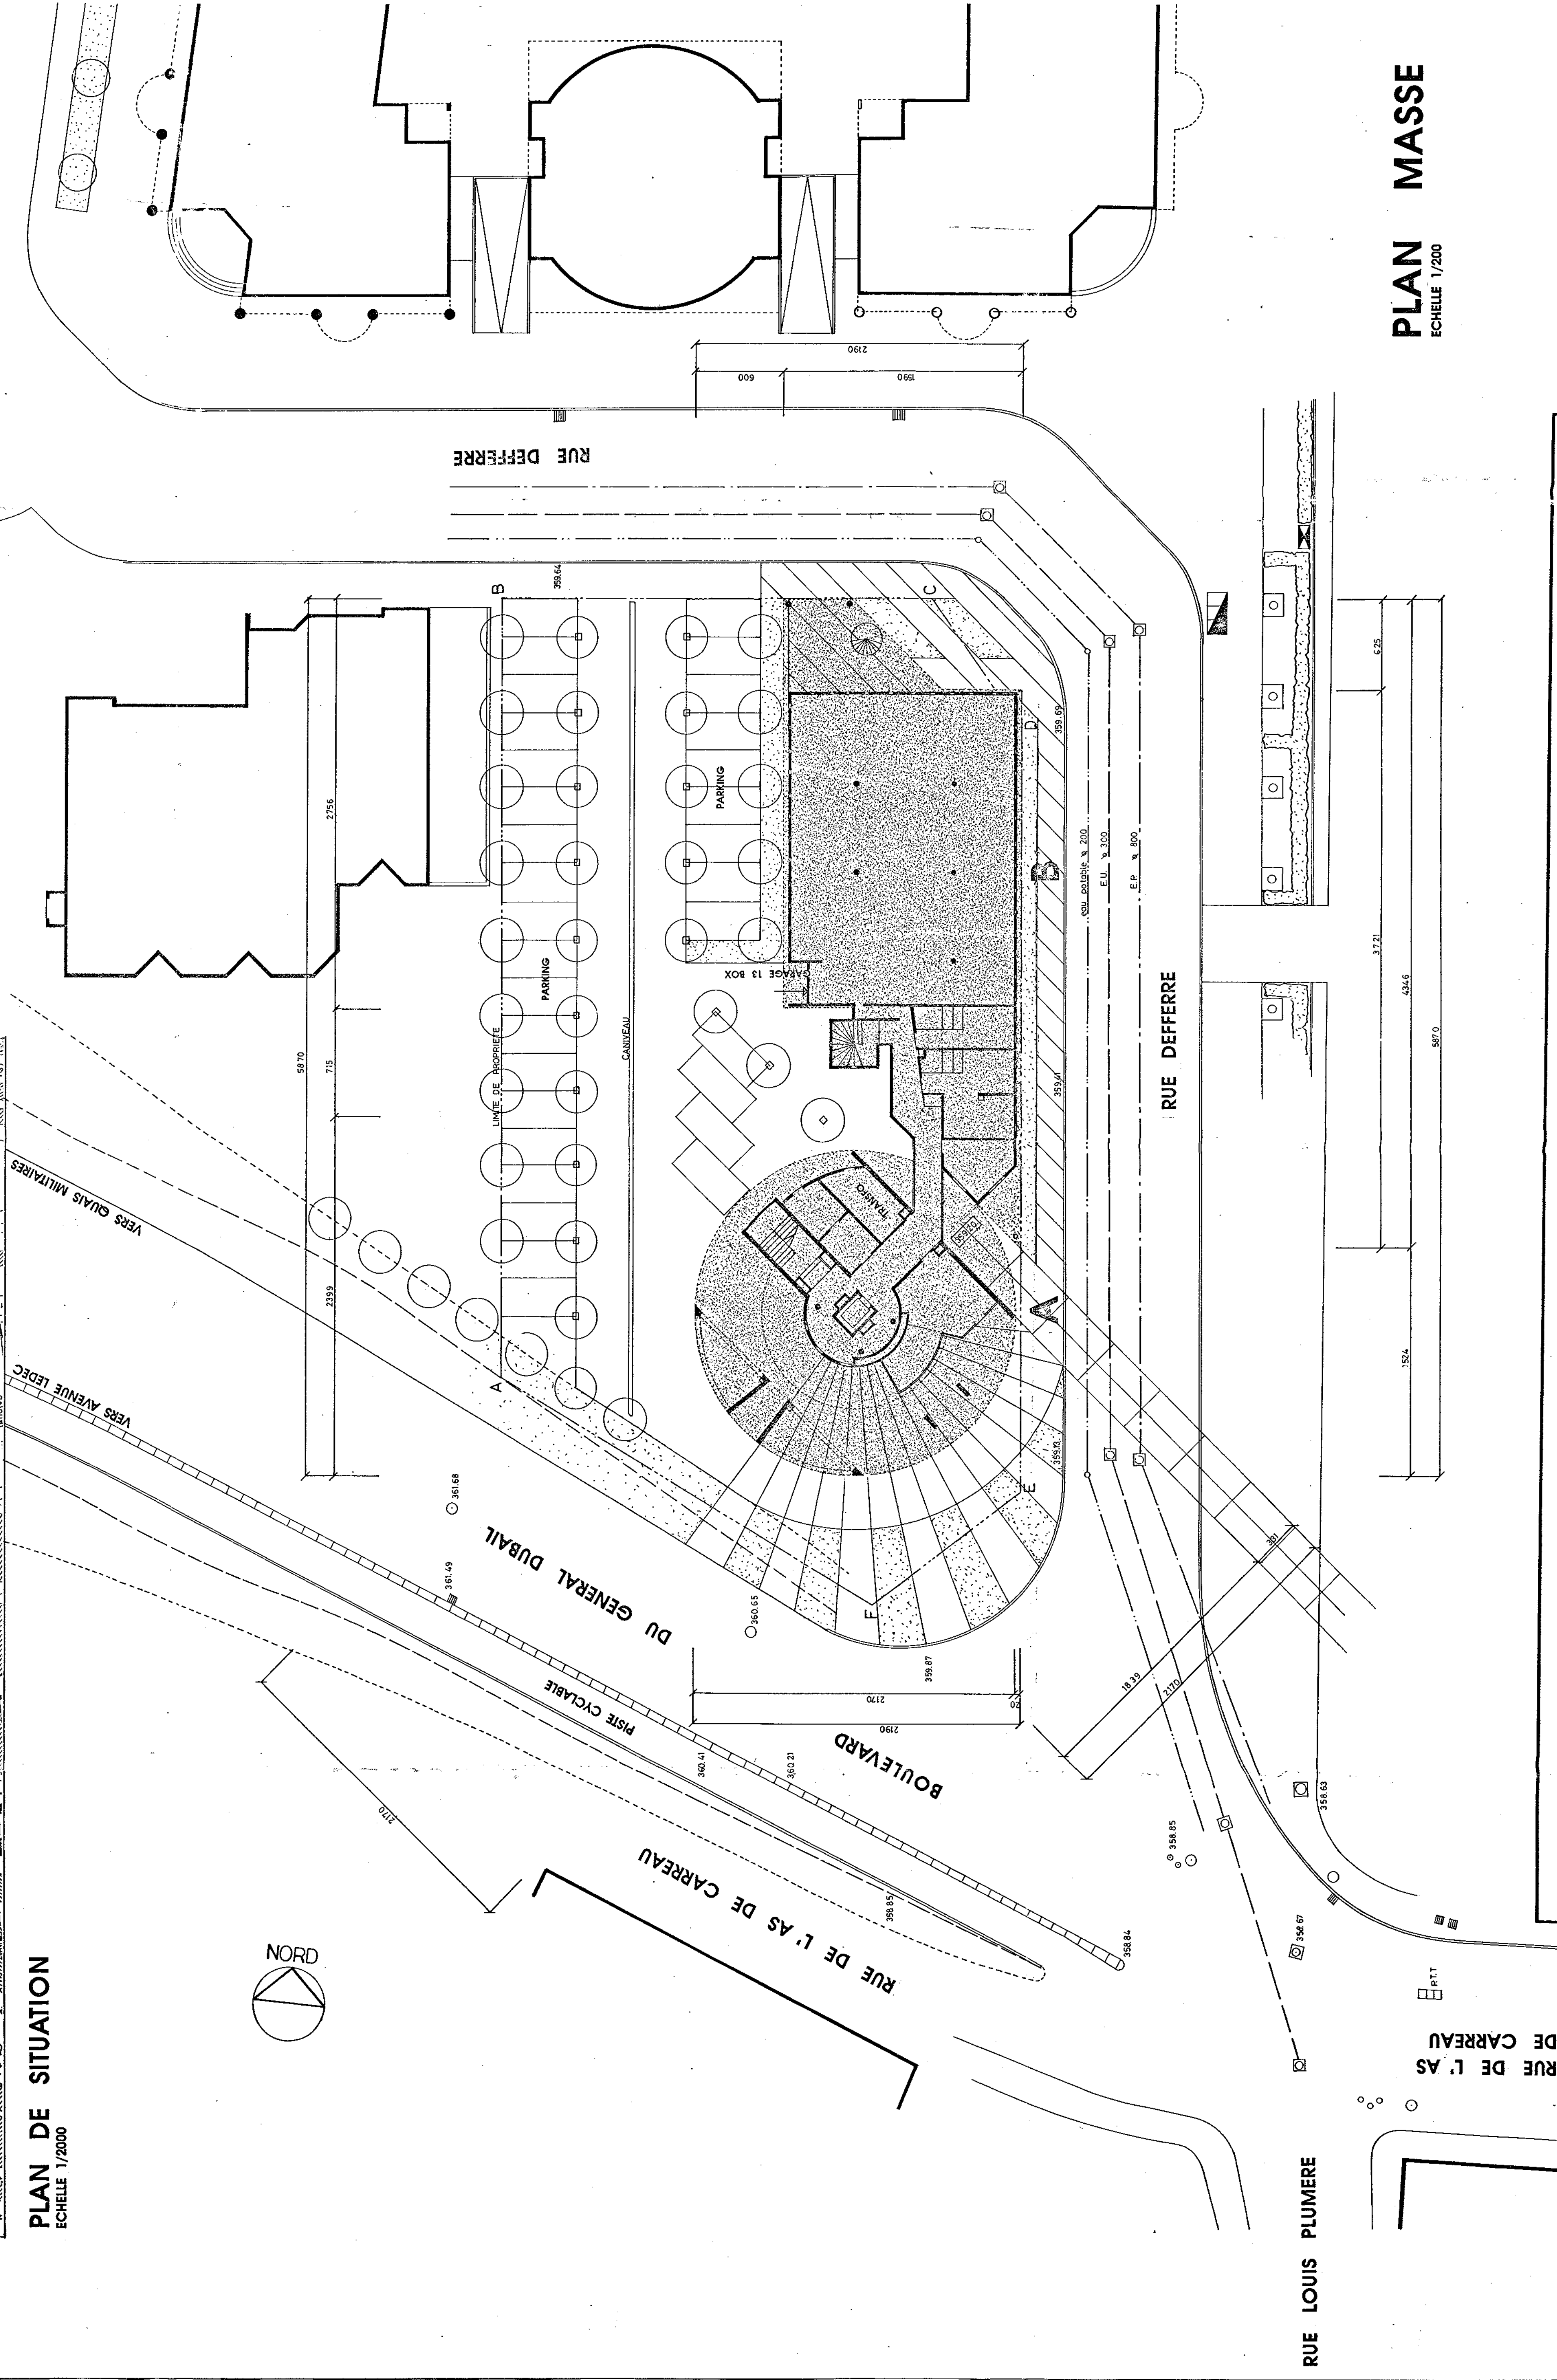 PLAN DE SITUATION
ECHELLE 1/2000
PLAN MASSE
ECHELLE 1/200
NORD
VERS QUAIS MILITAIRES
VERS AVENUE LEDEC
RUE DEFFERRE
B
359.64
C
2190
600
1590
5870
2756
715
2399
LIMITE DE PROPRIETE
PARKING
CANIVEAU
PARKING
GARAGE 13 BOX
TRANSFO.
A
D
359.69
B
359.41
A
359.83
E
F
eau potable ø 200
E.U. ø 300
E.P. ø 800
RUE DEFFERRE
625
3721
4346
5870
1524
361.68
361.49
DU GENERAL DUBAIL
360.65
359.87
2170
20
2190
BOULEVARD
PISTE CYCLABLE
360.41
360.21
2170
RUE DE L'AS DE CARREAU
358.85
358.84
301
1839
2170
358.85
358.63
358.67
P.T.T
RUE DE L'AS
DE CARREAU
RUE LOUIS PLUMERE